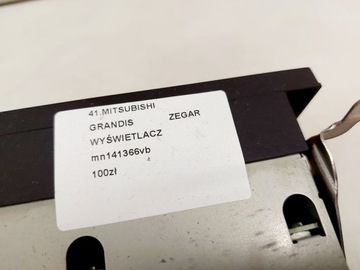 41.MITSUBISHI
GRANDIS ZEGAR
WYŚWIETLACZ
mn141366vb
100zł